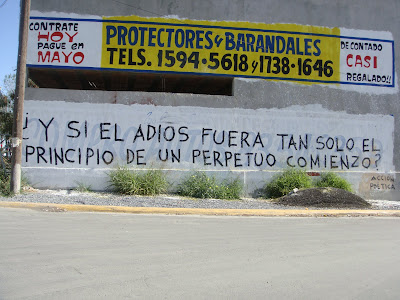 CONTRATE
HOY
PAGUE en
MAYO
PROTECTORES & BARANDALES
TELS. 1594-5618 y 1738-1646
DE CONTADO
CASI
REGALADO!!
¿Y SI EL ADIOS FUERA TAN SOLO EL
PRINCIPIO DE UN PERPETUO COMIENZO?
ACCION
POETICA